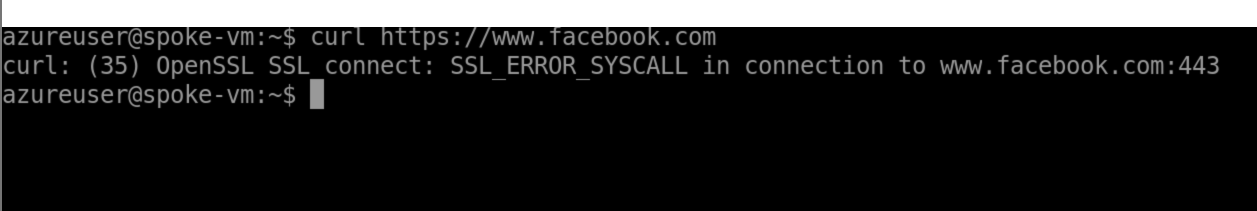 azureuser@spoke-vm:~$ curl https://www.facebook.com
curl: (35) OpenSSL SSL_connect: SSL_ERROR_SYSCALL in connection to www.facebook.com:443
azureuser@spoke-vm:~$